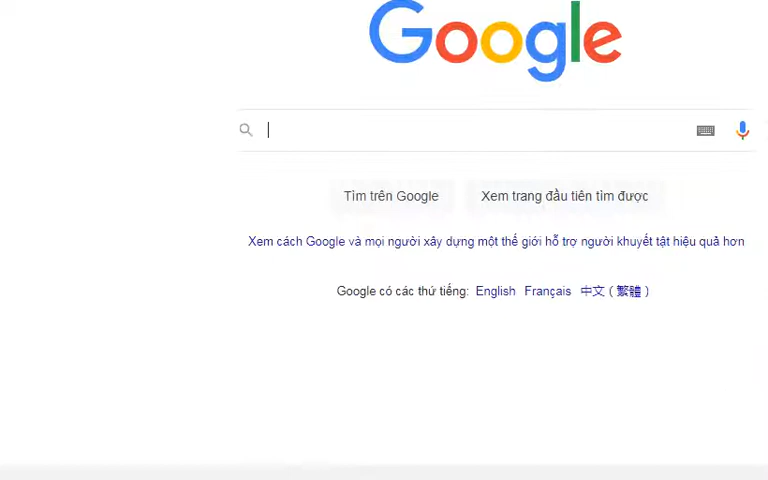 Google
Tìm trên Google
Xem trang đầu tiên tìm được
Xem cách Google và mọi người xây dựng một thế giới hỗ trợ người khuyết tật hiệu quả hơn
Google có các thứ tiếng: English Français 中文 ( 繁體 )